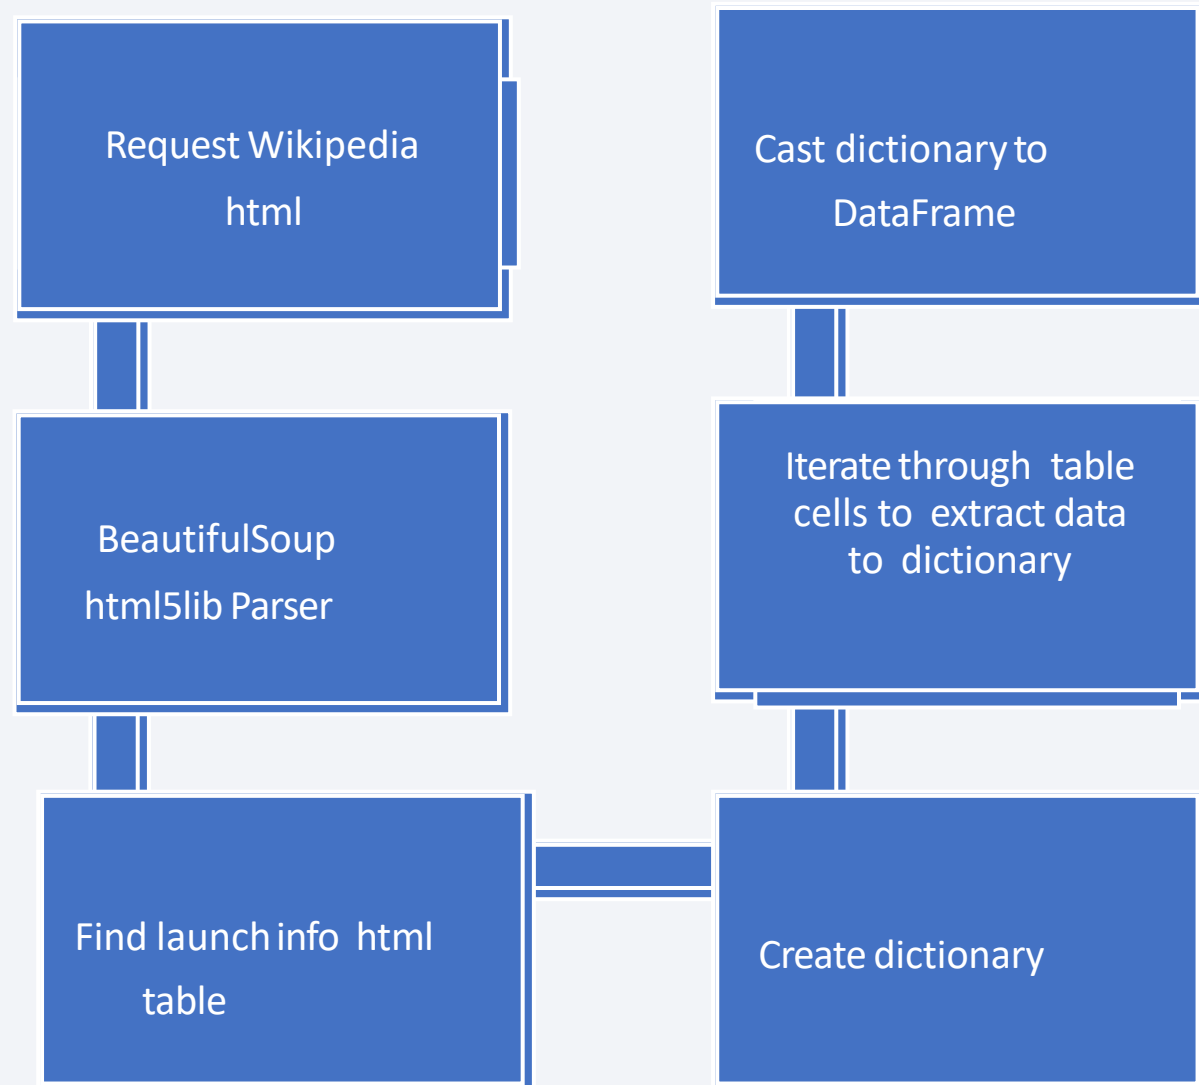 Request Wikipedia
html
BeautifulSoup
html5lib Parser
Find launch info html
table
Create dictionary
Iterate through table
cells to extract data
to dictionary
Cast dictionary to
DataFrame